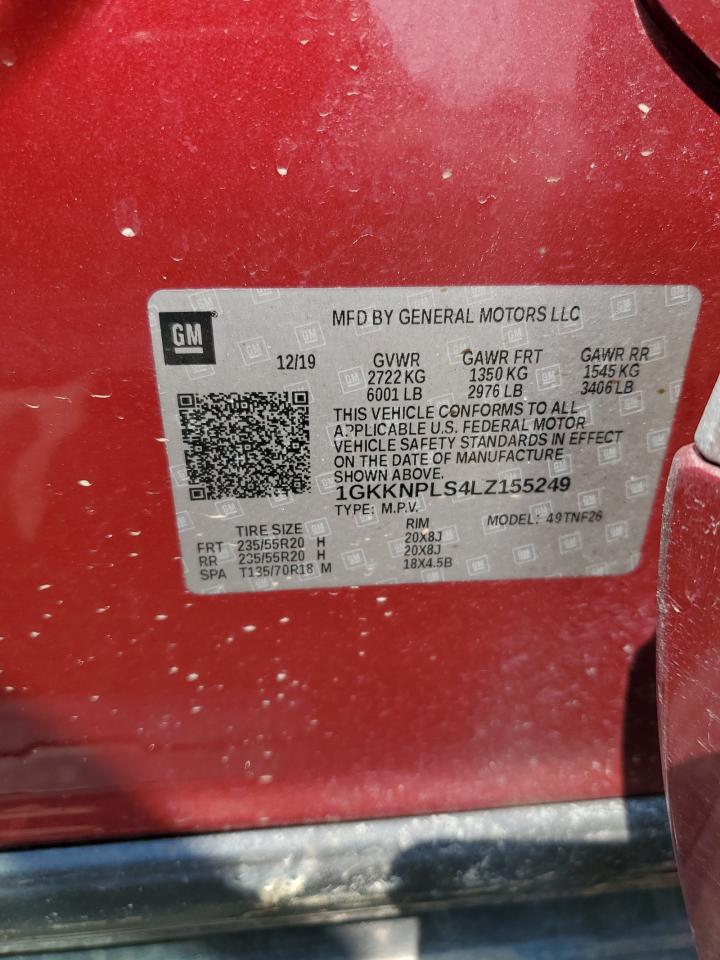 GM
MFD BY GENERAL MOTORS LLC
12/19 GVWR GAWR FRT GAWR RR
2722 KG 1350 KG 1545 KG
6001 LB 2976 LB 3406 LB
THIS VEHICLE CONFORMS TO ALL
APPLICABLE U.S. FEDERAL MOTOR
VEHICLE SAFETY STANDARDS IN EFFECT
ON THE DATE OF MANUFACTURE
SHOWN ABOVE.
1GKKNPLS4LZ155249
TYPE: M.P.V. MODEL: 49TNF26
TIRE SIZE RIM
FRT 235/55R20 H 20X8J
RR 235/55R20 H 20X8J
SPA T135/70R18 M 18X4.5B